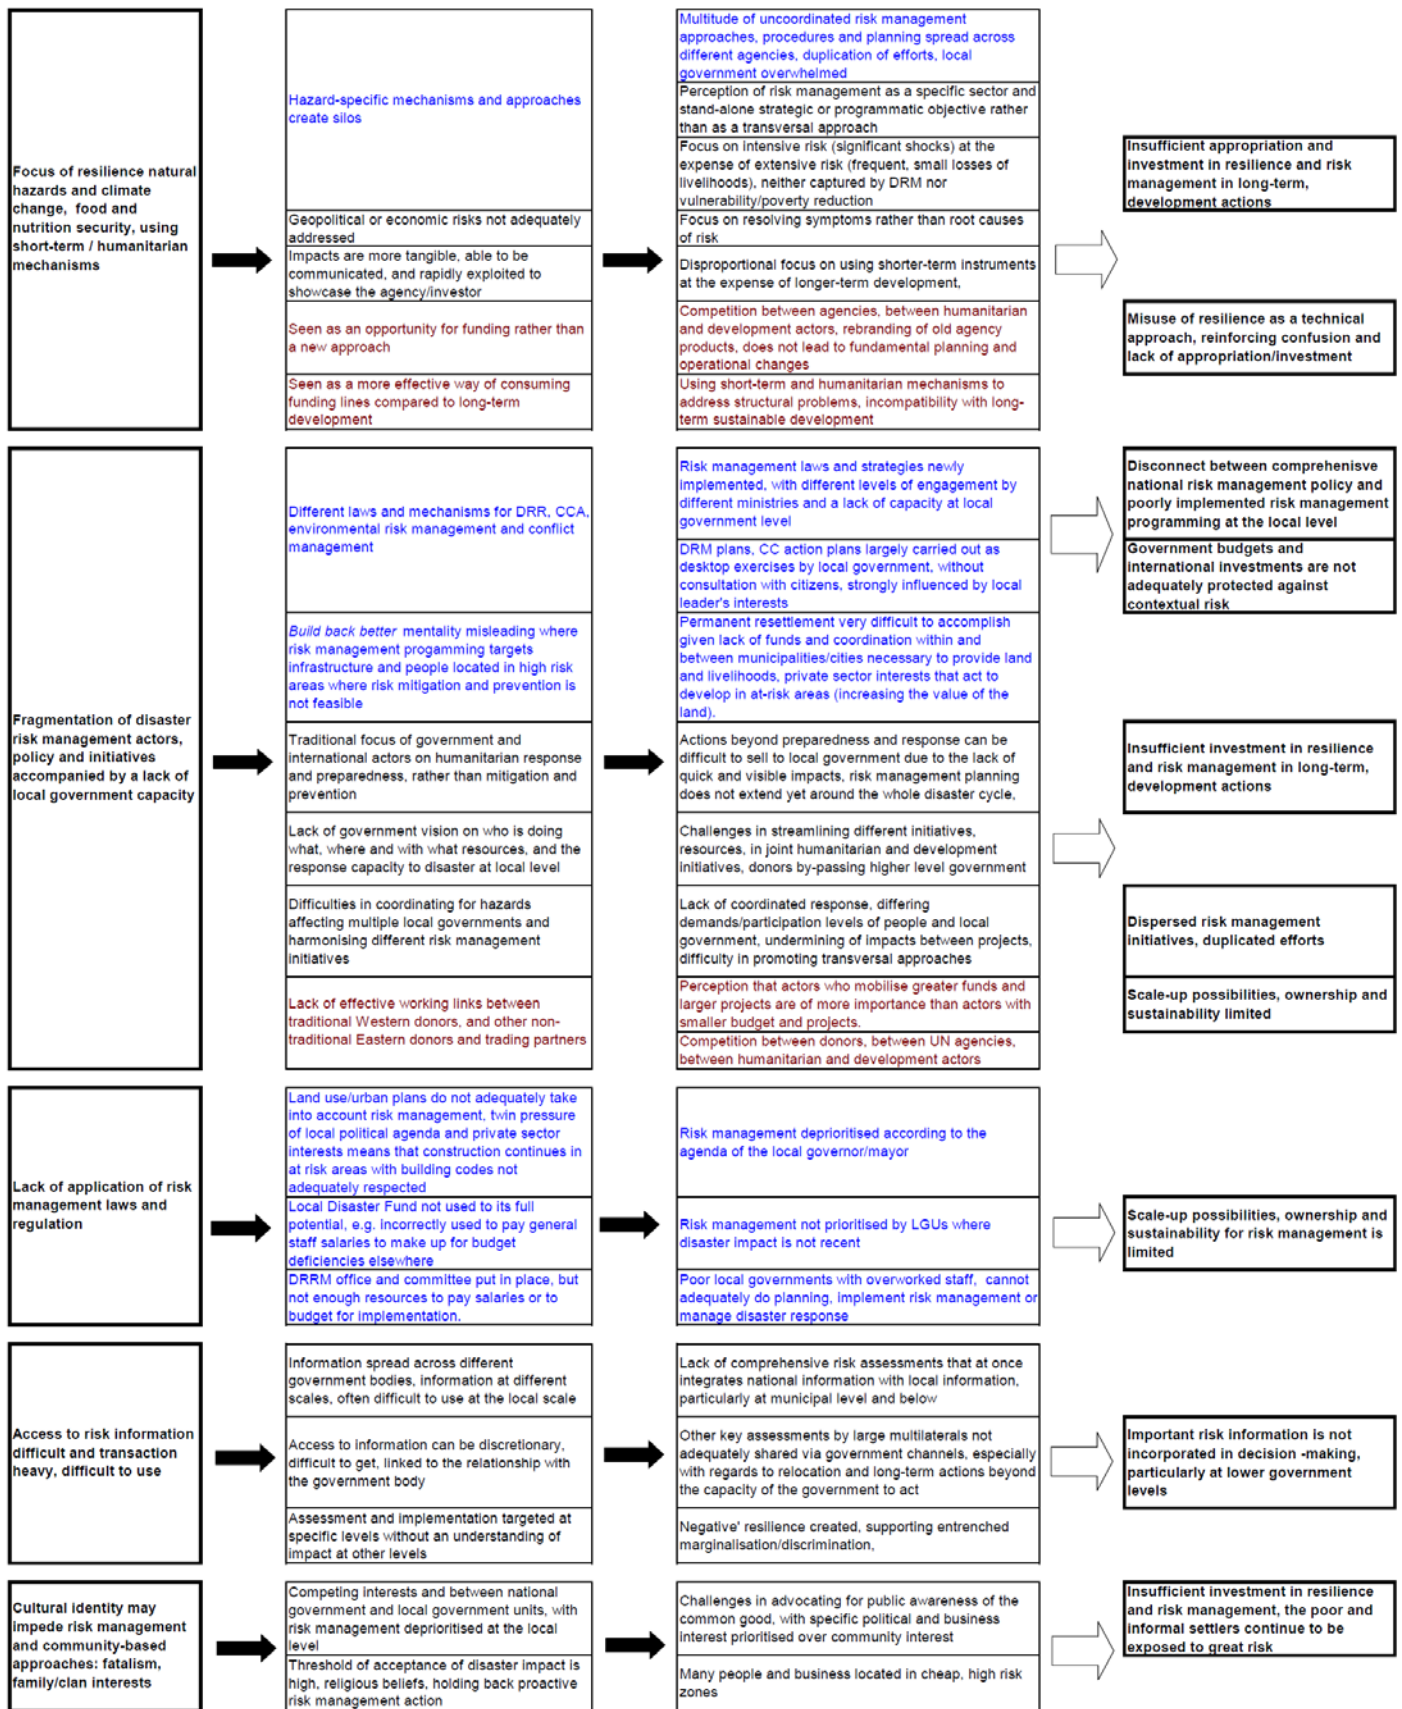 Focus of resilience natural
hazards and climate
change,  food and
nutrition security, using
short-term / humanitarian
mechanisms
Hazard-specific mechanisms and approaches
create silos
Geopolitical or economic risks not adequately
addressed
Impacts are more tangible, able to be
communicated, and rapidly exploited to
showcase the agency/investor
Seen as an opportunity for funding rather than
a new approach
Seen as a more effective way of consuming
funding lines compared to long-term
development
Multitude of uncoordinated risk management
approaches, procedures and planning spread across
different agencies, duplication of efforts, local
government overwhelmed
Perception of risk management as a specific sector and
stand-alone strategic or programmatic objective rather
than as a transversal approach
Focus on intensive risk (significant shocks) at the
expense of extensive risk (frequent, small losses of
livelihoods), neither captured by DRM nor
vulnerability/poverty reduction
Focus on resolving symptoms rather than root causes
of risk
Disproportional focus on using shorter-term instruments
at the expense of longer-term development,
Competition between agencies, between humanitarian
and development actors, rebranding of old agency
products, does not lead to fundamental planning and
operational changes
Using short-term and humanitarian mechanisms to
address structural problems, incompatibility with long-
term sustainable development
Insufficient appropriation and
investment in resilience and risk
management in long-term,
development actions
Misuse of resilience as a technical
approach, reinforcing confusion and
lack of appropriation/investment
Fragmentation of disaster
risk management actors,
policy and initiatives
accompanied by a lack of
local government capacity
Different laws and mechanisms for DRR, CCA,
environmental risk management and conflict
management
Build back better mentality misleading where
risk management progamming targets
infrastructure and people located in high risk
areas where risk mitigation and prevention is
not feasible
Traditional focus of government and
international actors on humanitarian response
and preparedness, rather than mitigation and
prevention
Lack of government vision on who is doing
what, where and with what resources, and the
response capacity to disaster at local level
Difficulties in coordinating for hazards
affecting multiple local governments and
harmonising different risk management
initiatives
Lack of effective working links between
traditional Western donors, and other non-
traditional Eastern donors and trading partners
Risk management laws and strategies newly
implemented, with different levels of engagement by
different ministries and a lack of capacity at local
government level
DRM plans, CC action plans largely carried out as
desktop exercises by local government, without
consultation with citizens, strongly influenced by local
leader's interests
Permanent resettlement very difficult to accomplish
given lack of funds and coordination within and
between municipalities/cities necessary to provide land
and livelihoods, private sector interests that act to
develop in at-risk areas (increasing the value of the
land).
Actions beyond preparedness and response can be
difficult to sell to local government due to the lack of
quick and visible impacts, risk management planning
does not extend yet around the whole disaster cycle,
Challenges in streamlining different initiatives,
resources, in joint humanitarian and development
initiatives, donors by-passing higher level government
Lack of coordinated response, differing
demands/participation levels of people and local
government, undermining of impacts between projects,
difficulty in promoting transversal approaches
Perception that actors who mobilise greater funds and
larger projects are of more importance than actors with
smaller budget and projects.
Competition between donors, between UN agencies,
between humanitarian and development actors
Disconnect between comprehenisve
national risk management policy and
poorly implemented risk management
programming at the local level
Government budgets and
international investments are not
adequately protected against
contextual risk
Insufficient investment in resilience
and risk management in long-term,
development actions
Dispersed risk management
initiatives, duplicated efforts
Scale-up possibilities, ownership and
sustainability limited
Lack of application of risk
management laws and
regulation
Land use/urban plans do not adequately take
into account risk management, twin pressure
of local political agenda and private sector
interests means that construction continues in
at risk areas with building codes not
adequately respected
Local Disaster Fund not used to its full
potential, e.g. incorrectly used to pay general
staff salaries to make up for budget
deficiencies elsewhere
DRRM office and committee put in place, but
not enough resources to pay salaries or to
budget for implementation.
Risk management deprioritised according to the
agenda of the local governor/mayor
Risk management not prioritised by LGUs where
disaster impact is not recent
Poor local governments with overworked staff,  cannot
adequately do planning, implement risk management or
manage disaster response
Scale-up possibilities, ownership and
sustainability for risk management is
limited
Access to risk information
difficult and transaction
heavy, difficult to use
Information spread across different
government bodies, information at different
scales, often difficult to use at the local scale
Access to information can be discretionary,
difficult to get, linked to the relationship with
the government body
Assessment and implementation targeted at
specific levels without an understanding of
impact at other levels
Lack of comprehensive risk assessments that at once
integrates national information with local information,
particularly at municipal level and below
Other key assessments by large multilaterals not
adequately shared via government channels, especially
with regards to relocation and long-term actions beyond
the capacity of the government to act
Negative' resilience created, supporting entrenched
marginalisation/discrimination,
Important risk information is not
incorporated in decision -making,
particularly at lower government
levels
Cultural identity may
impede risk management
and community-based
approaches: fatalism,
family/clan interests
Competing interests and between national
government and local government units, with
risk management deprioritised at the local
level
Threshold of acceptance of disaster impact is
high, religious beliefs, holding back proactive
risk management action
Challenges in advocating for public awareness of the
common good, with specific political and business
interest prioritised over community interest
Many people and business located in cheap, high risk
zones
Insufficient investment in resilience
and risk management, the poor and
informal settlers continue to be
exposed to great risk